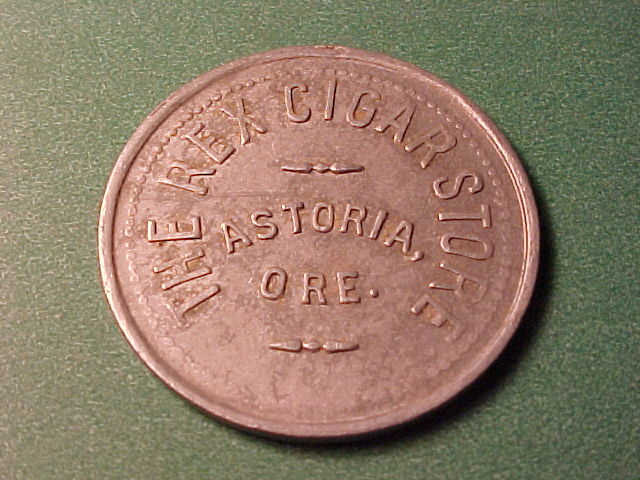 THE REX CIGAR STORE
ASTORIA,
ORE.